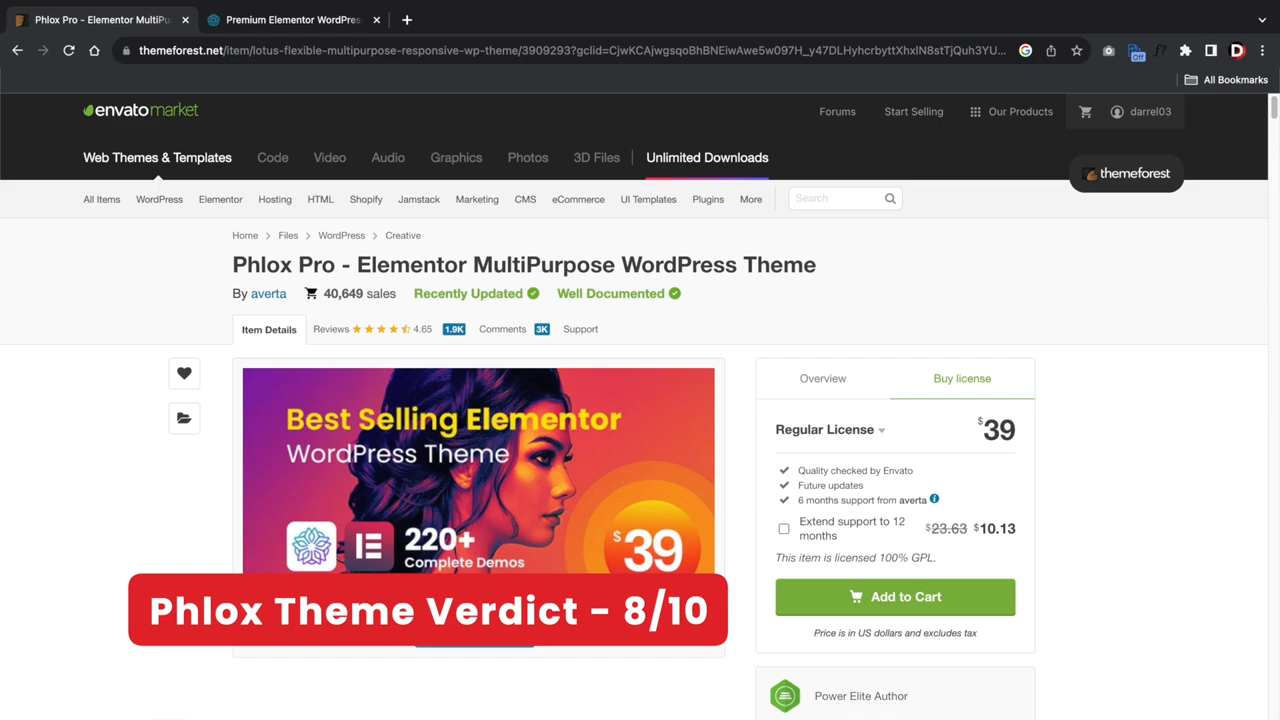 Phlox Pro - Elementor MultiPu
Premium Elementor WordPres
themeforest.net/item/lotus-flexible-multipurpose-responsive-wp-theme/3909293?gclid=CjwKCAjwgsqoBhBNEiwAwe5w097H_y47DLHyhcrbyttXhxIN8stTjQuh3YU...
Off
D
All Bookmarks
envatomarket
Forums
Start Selling
Our Products
darrel03
Web Themes & Templates
Code
Video
Audio
Graphics
Photos
3D Files
Unlimited Downloads
themeforest
All Items
WordPress
Elementor
Hosting
HTML
Shopify
Jamstack
Marketing
CMS
eCommerce
UI Templates
Plugins
More
Search
Home > Files > WordPress > Creative
Phlox Pro - Elementor MultiPurpose WordPress Theme
By averta 40,649 sales Recently Updated Well Documented
Item Details
Reviews 4.65 1.9K
Comments 3K
Support
Best Selling Elementor
WordPress Theme
220+
Complete Demos
$39
Phlox Theme Verdict - 8/10
Overview
Buy license
Regular License $39
Quality checked by Envato
Future updates
6 months support from averta
Extend support to 12
months
$23.63 $10.13
This item is licensed 100% GPL.
Add to Cart
Price is in US dollars and excludes tax
Power Elite Author